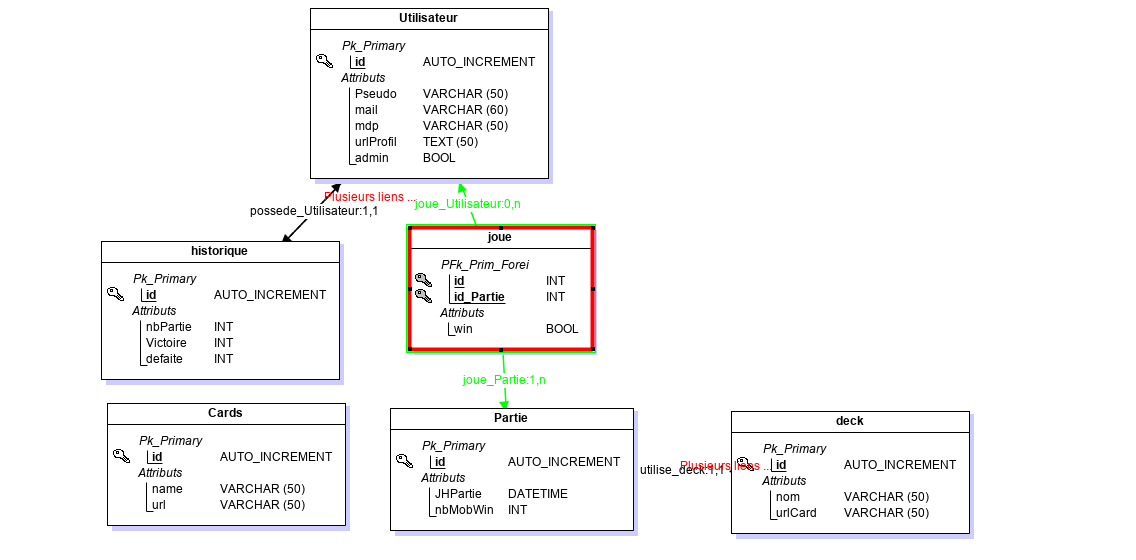 Utilisateur
Pk_Primary
id AUTO_INCREMENT
Attributs
Pseudo VARCHAR (50)
mail VARCHAR (60)
mdp VARCHAR (50)
urlProfil TEXT (50)
admin BOOL
Plusieurs liens ...
possede_Utilisateur:1,1
joue_Utilisateur:0,n
historique
Pk_Primary
id AUTO_INCREMENT
Attributs
nbPartie INT
Victoire INT
defaite INT
joue
PFk_Prim_Forei
id INT
id_Partie INT
Attributs
win BOOL
joue_Partie:1,n
Cards
Pk_Primary
id AUTO_INCREMENT
Attributs
name VARCHAR (50)
url VARCHAR (50)
Partie
Pk_Primary
id AUTO_INCREMENT
Attributs
JHPartie DATETIME
nbMobWin INT
utilise_deck:1,1
Plusieurs liens ...
deck
Pk_Primary
id AUTO_INCREMENT
Attributs
nom VARCHAR (50)
urlCard VARCHAR (50)